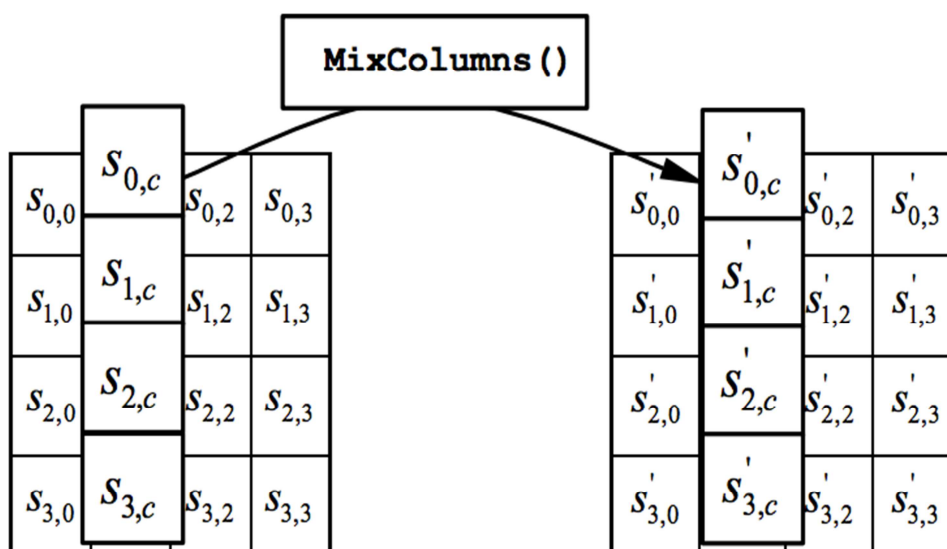 MixColumns()
s0,0 s0,c s0,2 s0,3
s1,0 s1,c s1,2 s1,3
s2,0 s2,c s2,2 s2,3
s3,0 s3,c s3,2 s3,3
s'0,0 s'0,c s'0,2 s'0,3
s'1,0 s'1,c s'1,2 s'1,3
s'2,0 s'2,c s'2,2 s'2,3
s'3,0 s'3,c s'3,2 s'3,3